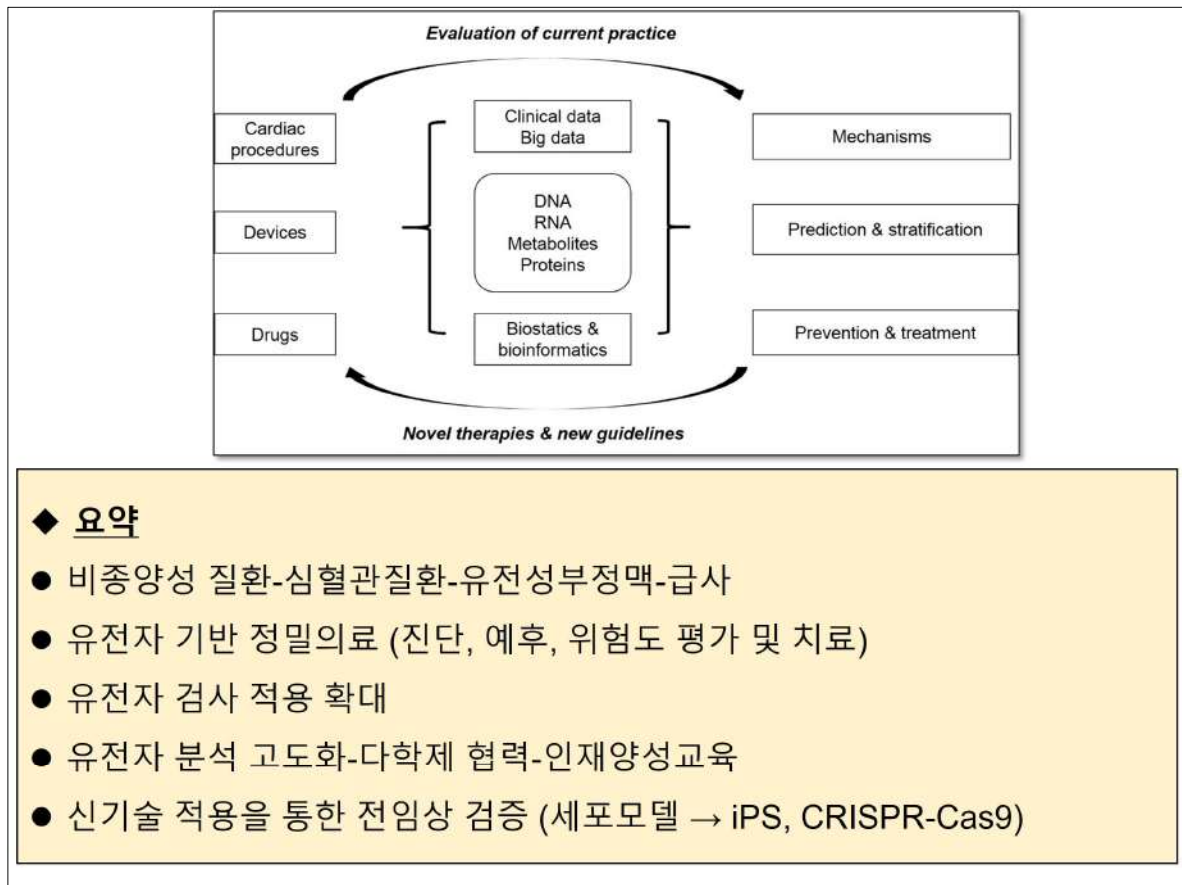 Evaluation of current practice
Cardiac
procedures
Devices
Drugs
Clinical data
Big data
DNA
RNA
Metabolites
Proteins
Biostatics &
bioinformatics
Mechanisms
Prediction & stratification
Prevention & treatment
Novel therapies & new guidelines
◆ 요약
● 비종양성 질환-심혈관질환-유전성부정맥-급사
● 유전자 기반 정밀의료 (진단, 예후, 위험도 평가 및 치료)
● 유전자 검사 적용 확대
● 유전자 분석 고도화-다학제 협력-인재양성교육
● 신기술 적용을 통한 전임상 검증 (세포모델 → iPS, CRISPR-Cas9)